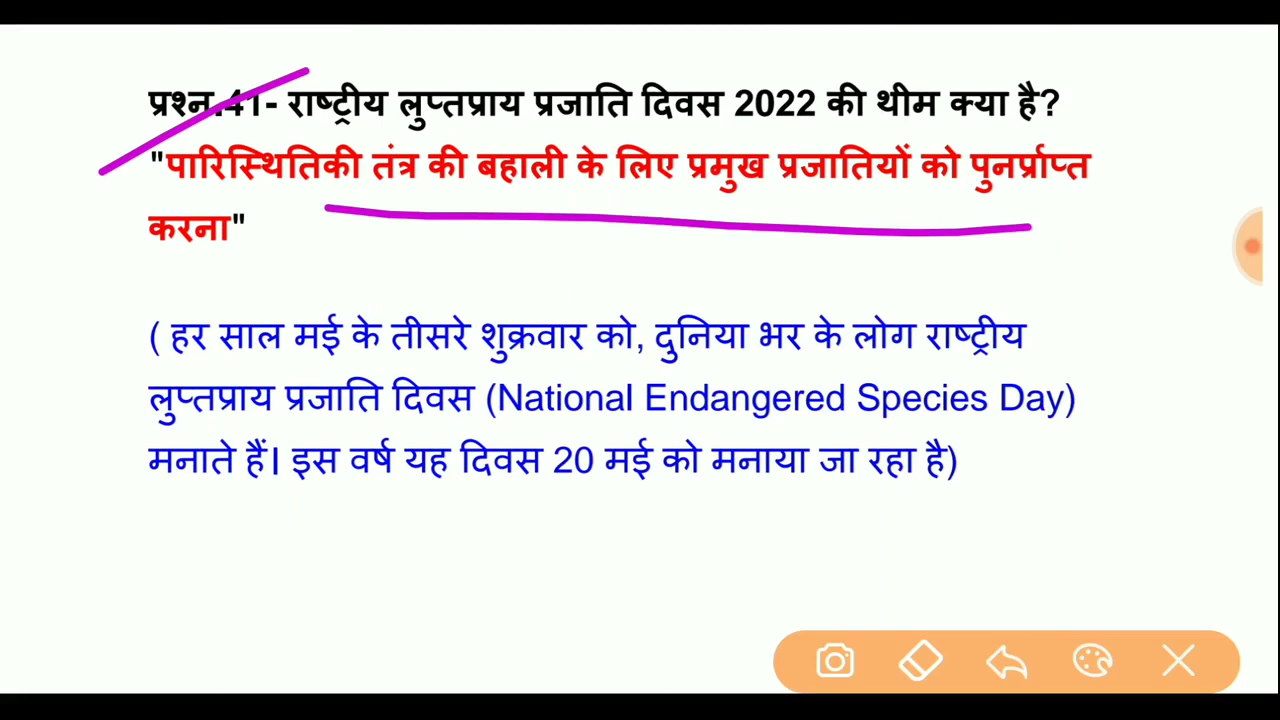 प्रश्न.41- राष्ट्रीय लुप्तप्राय प्रजाति दिवस 2022 की थीम क्या है?
"पारिस्थितिकी तंत्र की बहाली के लिए प्रमुख प्रजातियों को पुनर्प्राप्त
करना"
( हर साल मई के तीसरे शुक्रवार को, दुनिया भर के लोग राष्ट्रीय
लुप्तप्राय प्रजाति दिवस (National Endangered Species Day)
मनाते हैं। इस वर्ष यह दिवस 20 मई को मनाया जा रहा है)